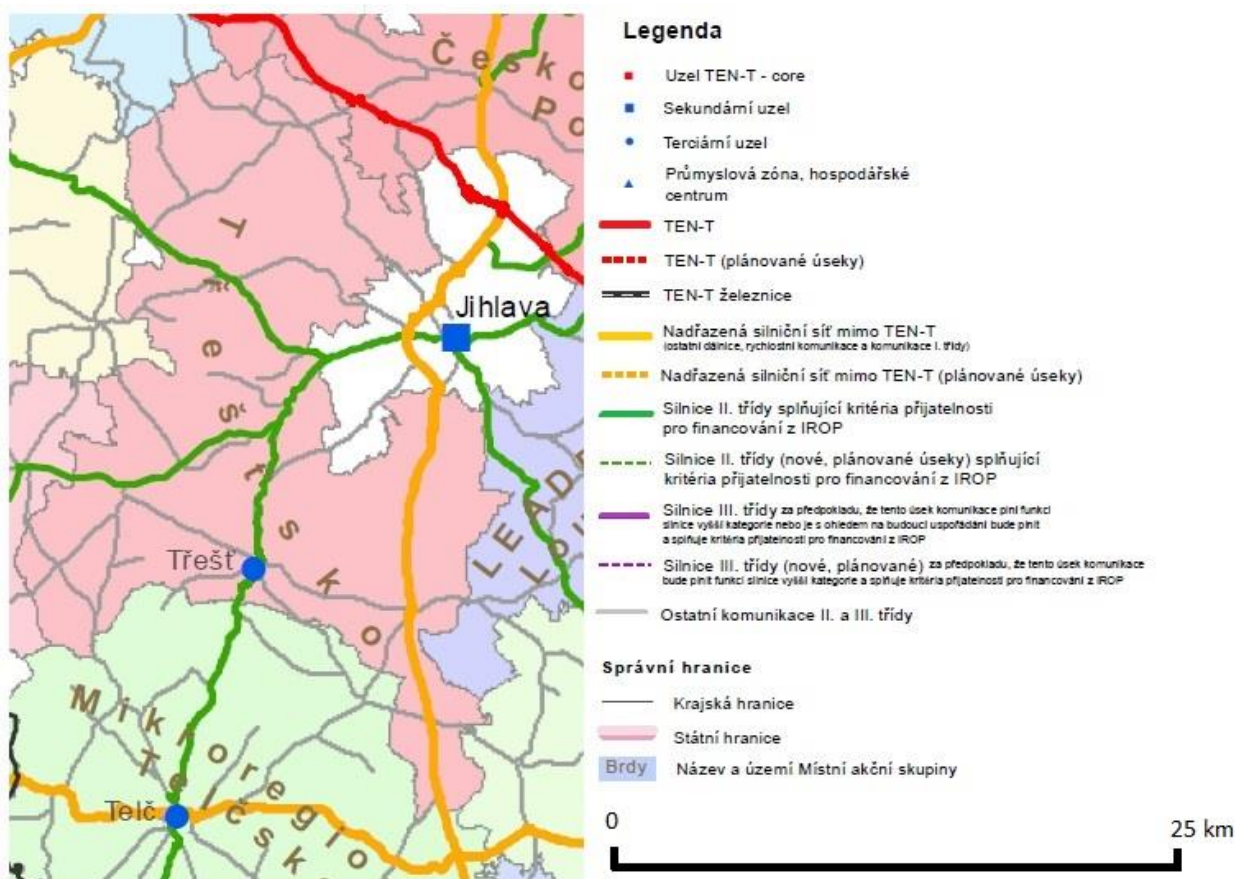 Česko
Po
Třešťsko
Jihlava
LEADE
Lou
Třešť
Mikroregio
Telčsk
Telč
Legenda
Uzel TEN-T - core
Sekundární uzel
Terciární uzel
Průmyslová zóna, hospodářské
centrum
TEN-T
TEN-T (plánované úseky)
TEN-T železnice
Nadřazená silniční síť mimo TEN-T
(ostatní dálnice, rychlostní komunikace a komunikace I. třídy)
Nadřazená silniční síť mimo TEN-T (plánované úseky)
Silnice II. třídy splňující kritéria přijatelnosti
pro financování z IROP
Silnice II. třídy (nové, plánované úseky) splňující
kritéria přijatelnosti pro financování z IROP
Silnice III. třídy za předpokladu, že tento úsek komunikace plní funkci
silnice vyšší kategorie nebo je s ohledem na budoucí uspořádání bude plnit
a splňuje kritéria přijatelnosti pro financování z IROP
Silnice III. třídy (nové, plánované) za předpokladu, že tento úsek komunikace
bude plnit funkci silnice vyšší kategorie a splňuje kritéria přijatelnosti pro financování z IROP
Ostatní komunikace II. a III. třídy
Správní hranice
Krajská hranice
Státní hranice
Brdy Název a území Místní akční skupiny
0 25 km